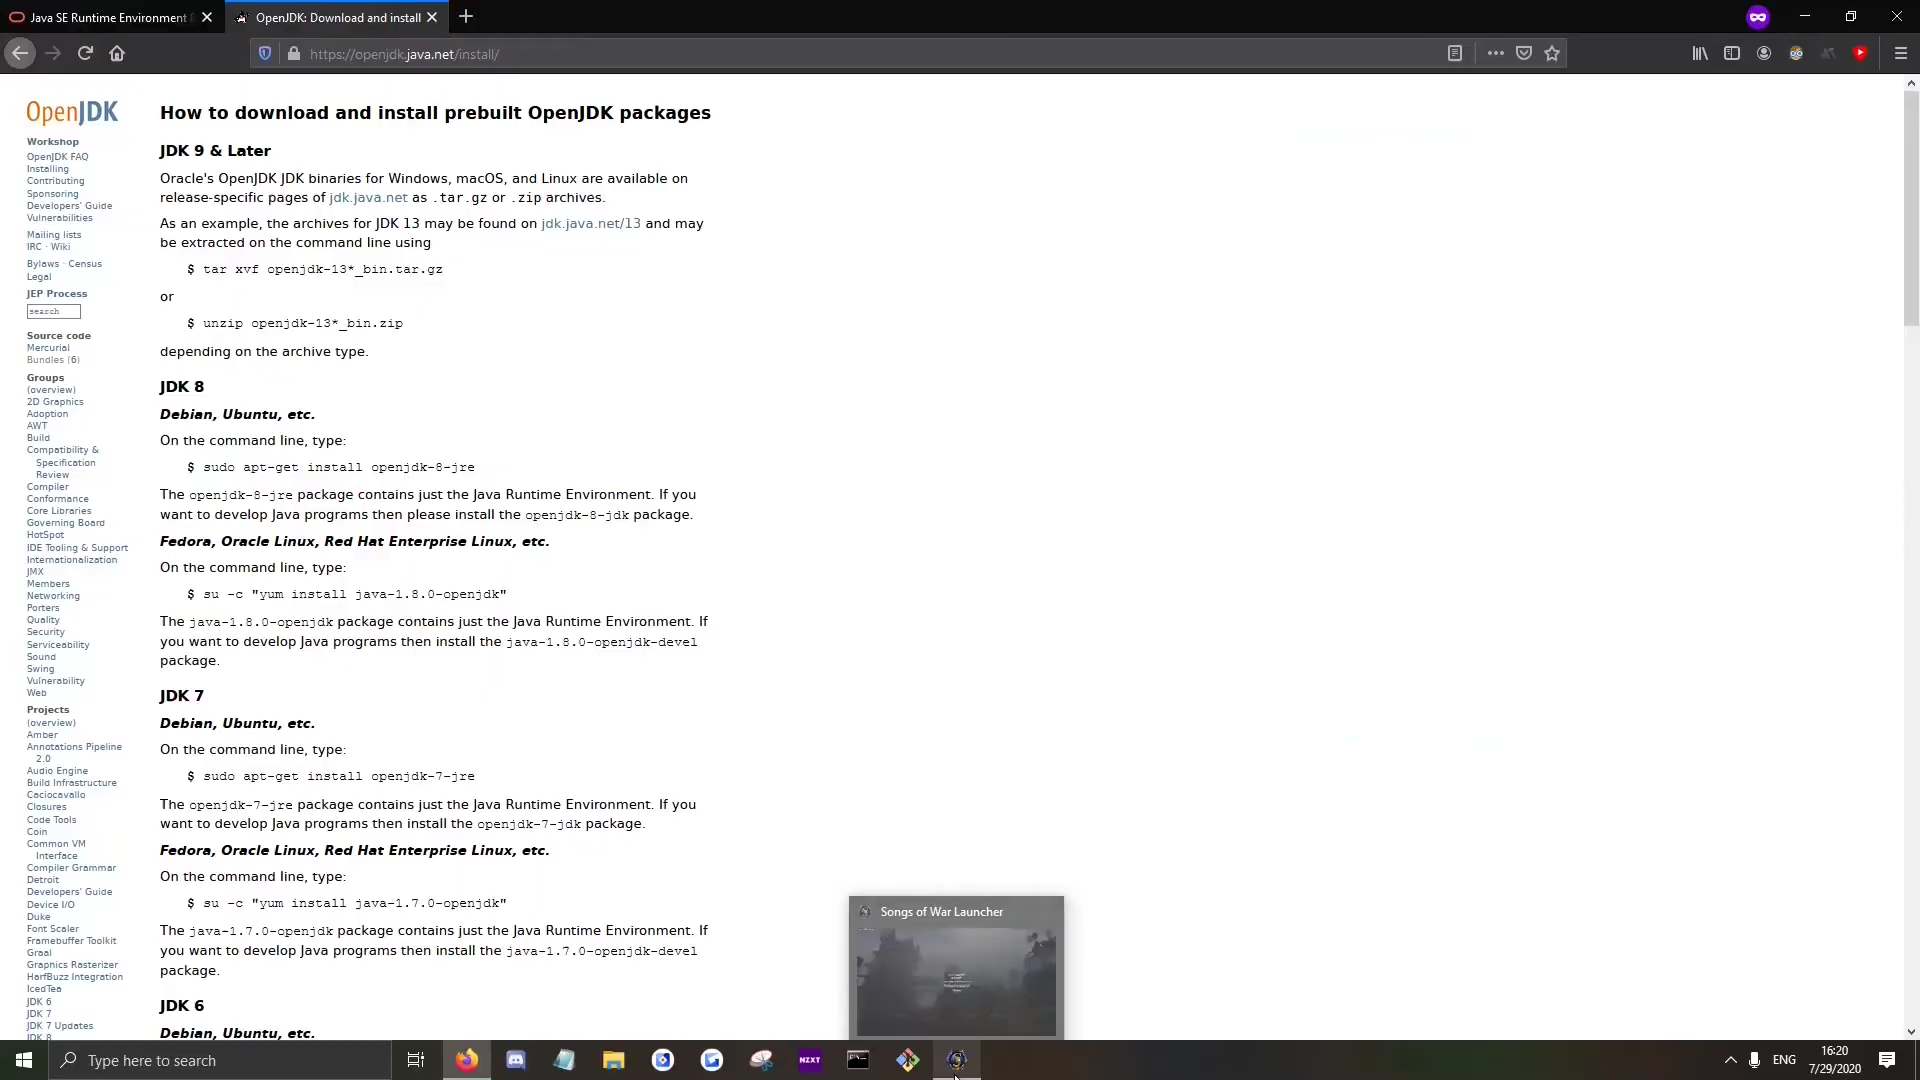 Java SE Runtime Environment
OpenJDK: Download and install
https://openjdk.java.net/install/
OpenJDK
Workshop
OpenJDK FAQ
Installing
Contributing
Sponsoring
Developers' Guide
Vulnerabilities
Mailing lists
IRC · Wiki
Bylaws · Census
Legal
JEP Process
search
Source code
Mercurial
Bundles (6)
Groups
(overview)
2D Graphics
Adoption
AWT
Build
Compatibility &
Specification
Review
Compiler
Conformance
Core Libraries
Governing Board
HotSpot
IDE Tooling & Support
Internationalization
JMX
Members
Networking
Porters
Quality
Security
Serviceability
Sound
Swing
Vulnerability
Web
Projects
(overview)
Amber
Annotations Pipeline
2.0
Audio Engine
Build Infrastructure
Caciocavallo
Closures
Code Tools
Coin
Common VM
Interface
Compiler Grammar
Detroit
Developers' Guide
Device I/O
Duke
Font Scaler
Framebuffer Toolkit
Graal
Graphics Rasterizer
HarfBuzz Integration
IcedTea
JDK 6
JDK 7
JDK 7 Updates
JDK 8
How to download and install prebuilt OpenJDK packages
JDK 9 & Later
Oracle's OpenJDK JDK binaries for Windows, macOS, and Linux are available on
release-specific pages of jdk.java.net as .tar.gz or .zip archives.
As an example, the archives for JDK 13 may be found on jdk.java.net/13 and may
be extracted on the command line using
$ tar xvf openjdk-13*_bin.tar.gz
or
$ unzip openjdk-13*_bin.zip
depending on the archive type.
JDK 8
Debian, Ubuntu, etc.
On the command line, type:
$ sudo apt-get install openjdk-8-jre
The openjdk-8-jre package contains just the Java Runtime Environment. If you
want to develop Java programs then please install the openjdk-8-jdk package.
Fedora, Oracle Linux, Red Hat Enterprise Linux, etc.
On the command line, type:
$ su -c "yum install java-1.8.0-openjdk"
The java-1.8.0-openjdk package contains just the Java Runtime Environment. If
you want to develop Java programs then install the java-1.8.0-openjdk-devel
package.
JDK 7
Debian, Ubuntu, etc.
On the command line, type:
$ sudo apt-get install openjdk-7-jre
The openjdk-7-jre package contains just the Java Runtime Environment. If you
want to develop Java programs then install the openjdk-7-jdk package.
Fedora, Oracle Linux, Red Hat Enterprise Linux, etc.
On the command line, type:
$ su -c "yum install java-1.7.0-openjdk"
The java-1.7.0-openjdk package contains just the Java Runtime Environment. If
you want to develop Java programs then install the java-1.7.0-openjdk-devel
package.
JDK 6
Debian, Ubuntu, etc.
Songs of War Launcher
Type here to search
NZXT
ENG
16:20
7/29/2020